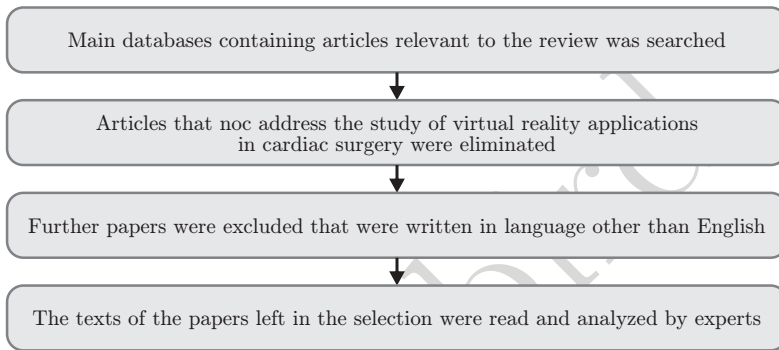 Main databases containing articles relevant to the review was searched
Articles that noc address the study of virtual reality applications
in cardiac surgery were eliminated
Further papers were excluded that were written in language other than English
The texts of the papers left in the selection were read and analyzed by experts